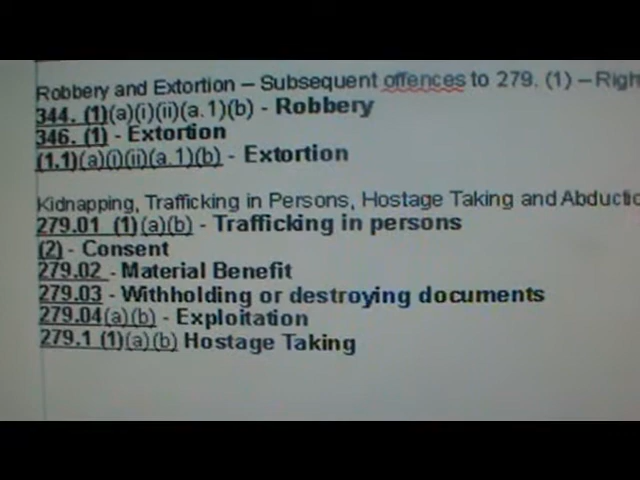 Robbery and Extortion – Subsequent offences to 279. (1) – Righ
344. (1)(a)(i)(ii)(a.1)(b) - Robbery
346. (1) - Extortion
(1.1)(a)(i)(ii)(a.1)(b) - Extortion
Kidnapping, Trafficking in Persons, Hostage Taking and Abductio
279.01 (1)(a)(b) - Trafficking in persons
(2) - Consent
279.02 - Material Benefit
279.03 - Withholding or destroying documents
279.04(a)(b) - Exploitation
279.1 (1)(a)(b) Hostage Taking